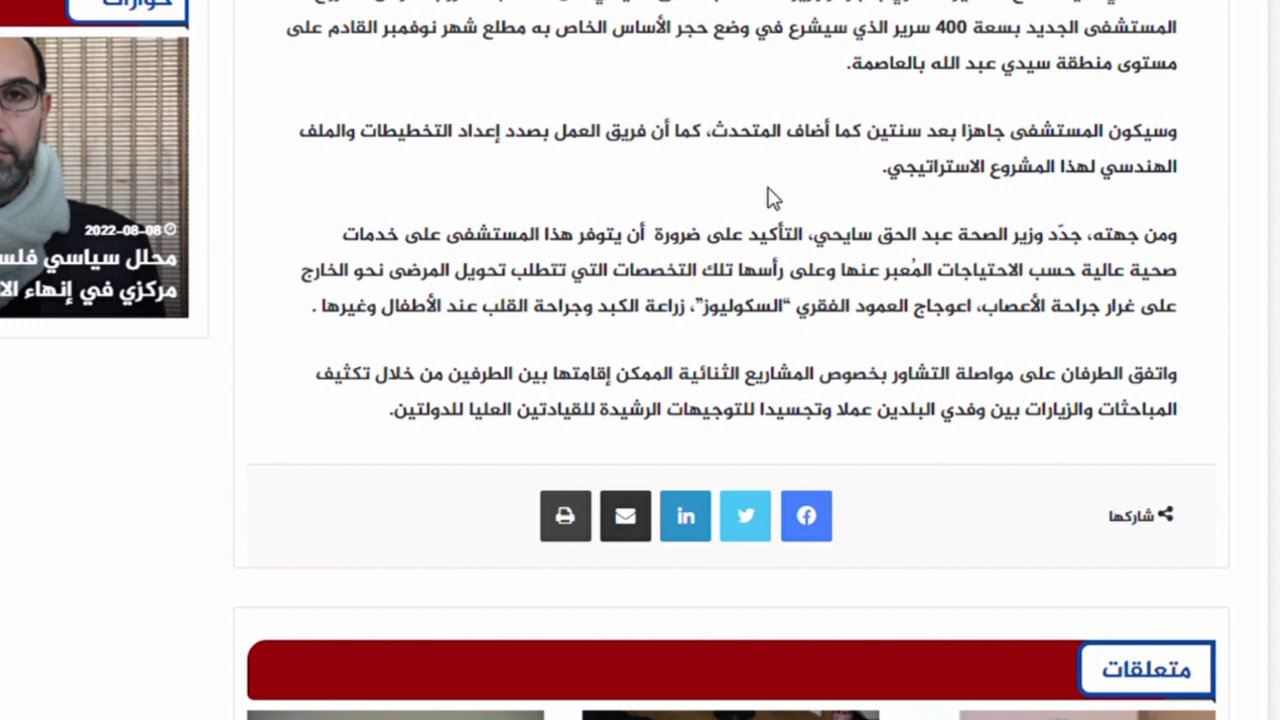 حوارات
المستشفى الجديد بسعة 400 سرير الذي سيشرع في وضع حجر الأساس الخاص به مطلع شهر نوفمبر القادم على
مستوى منطقة سيدي عبد الله بالعاصمة.
وسيكون المستشفى جاهزا بعد سنتين كما أضاف المتحدث، كما أن فريق العمل بصدد إعداد التخطيطات والملف
الهندسي لهذا المشروع الاستراتيجي.
ومن جهته، جدّد وزير الصحة عبد الحق سايحي، التأكيد على ضرورة أن يتوفر هذا المستشفى على خدمات
صحية عالية حسب الاحتياجات المُعبر عنها وعلى رأسها تلك التخصصات التي تتطلب تحويل المرضى نحو الخارج
على غرار جراحة الأعصاب، اعوجاج العمود الفقري “السكوليوز”، زراعة الكبد وجراحة القلب عند الأطفال وغيرها .
واتفق الطرفان على مواصلة التشاور بخصوص المشاريع الثنائية الممكن إقامتها بين الطرفين من خلال تكثيف
المباحثات والزيارات بين وفدي البلدين عملا وتجسيدا للتوجيهات الرشيدة للقيادتين العليا للدولتين.
شاركها
متعلقات
2022-08-08
محلل سياسي
مركزي في إنهاء